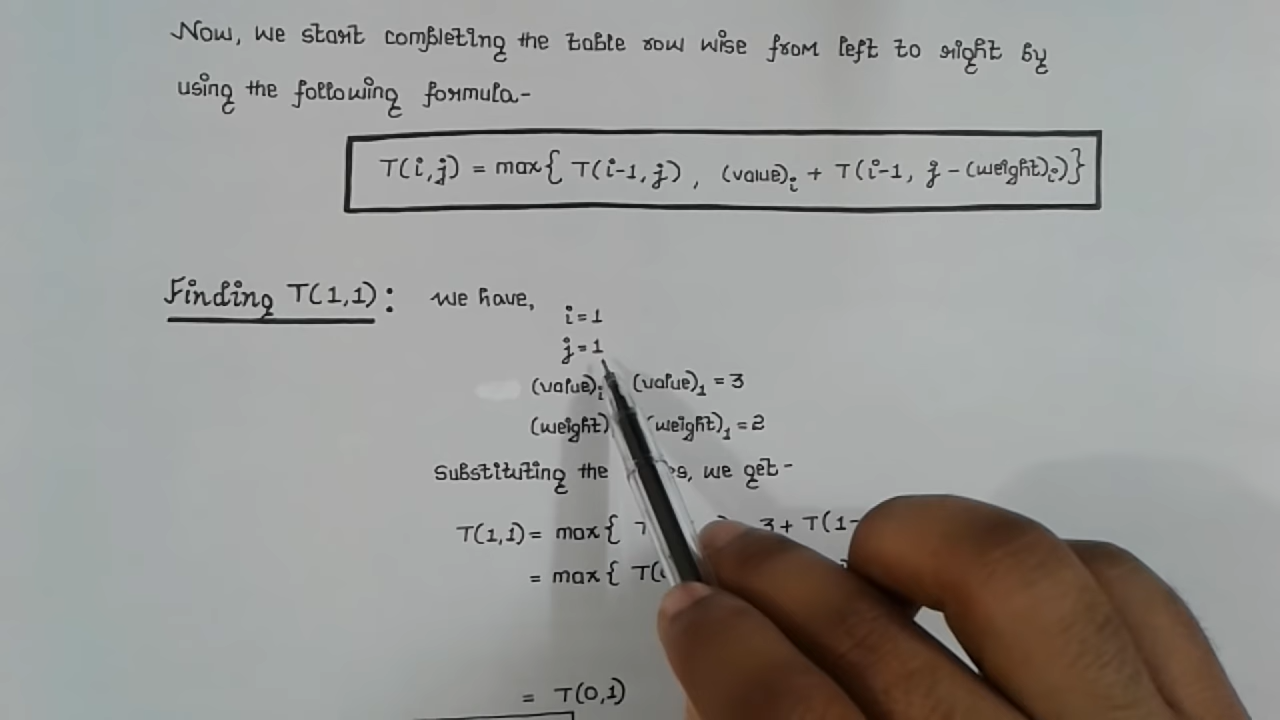 Now, we start completing the table row wise from left to right by
using the following formula-
T(i,j) = max{ T(i-1,j) , (value)i + T(i-1, j-(weight)i)}
Finding T(1,1): we have,
i=1
j=1
(value)i (value)1 = 3
(weight) (weight)1 = 2
Substituting the we get-
T(1,1) = max{ 3+ T(1-
= max{ T(
= T(0,1)